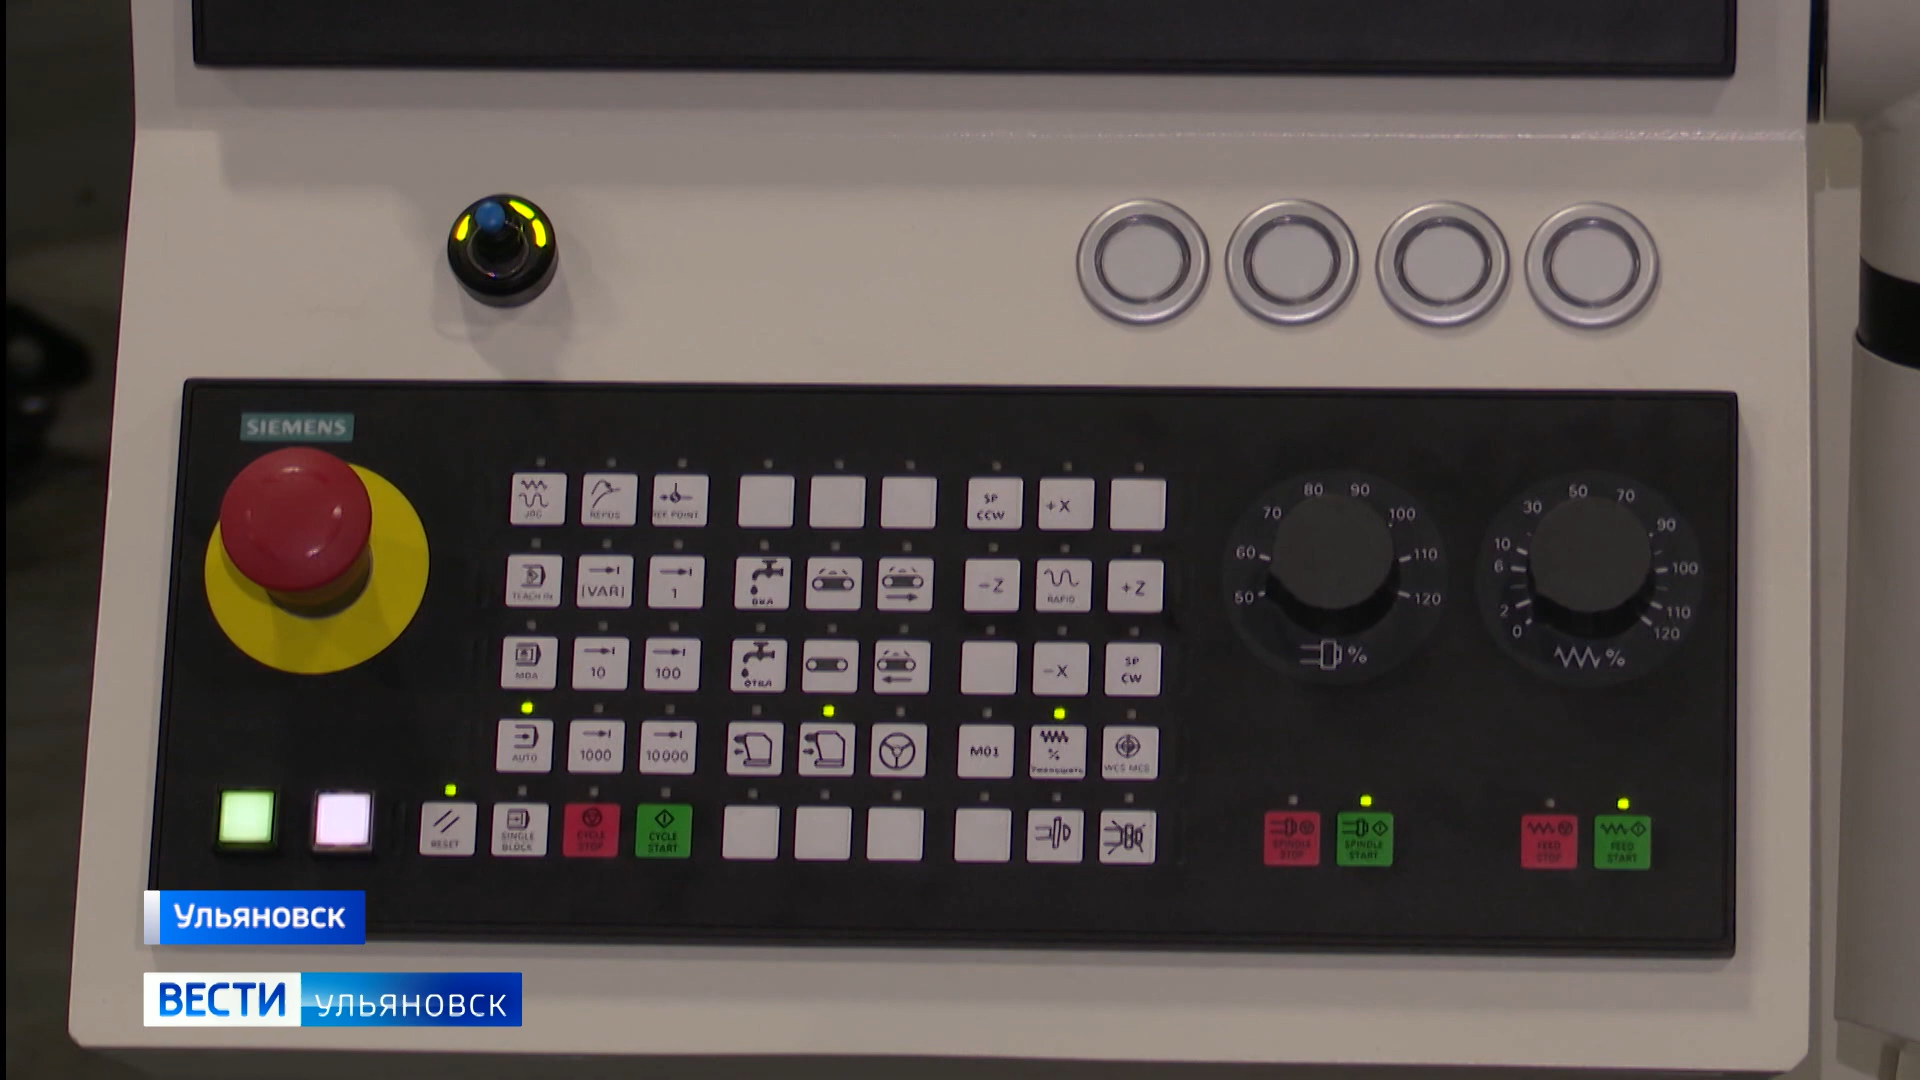 SIEMENS
JOG REPOS REF. POINT SP CCW +X
TEACH IN [VAR] 1 ВКЛ -Z RAPID +Z
MDA 10 100 ОТКЛ -X SP CW
AUTO 1000 10000 M01 % Уменьшить WCS MCS
RESET SINGLE BLOCK CYCLE STOP CYCLE START
50 60 70 80 90 100 110 120
%
0 2 6 10 30 50 70 90 100 110 120
%
SPINDLE STOP SPINDLE START FEED STOP FEED START
Ульяновск
ВЕСТИ УЛЬЯНОВСК